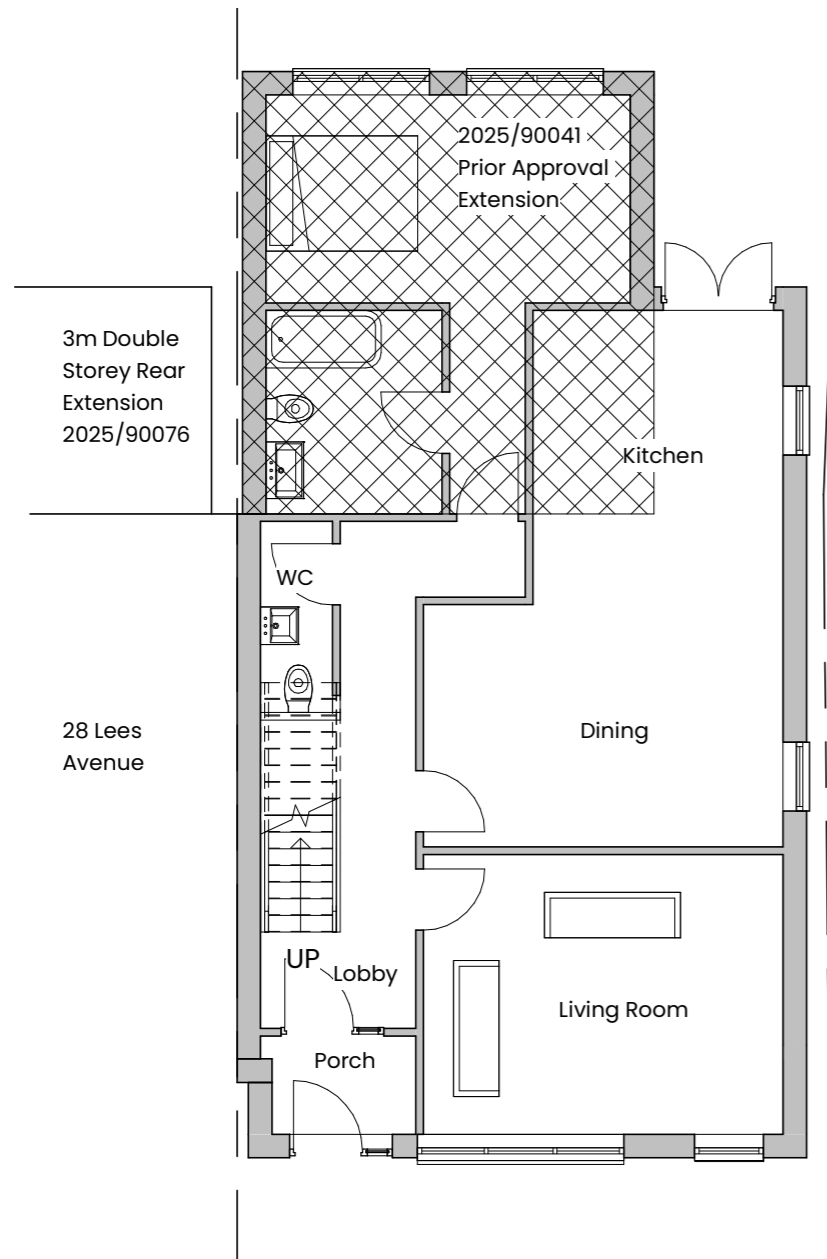 2025/90041
Prior Approval
Extension
3m Double
Storey Rear
Extension
2025/90076
Kitchen
WC
28 Lees
Avenue
Dining
UP
Lobby
Living Room
Porch